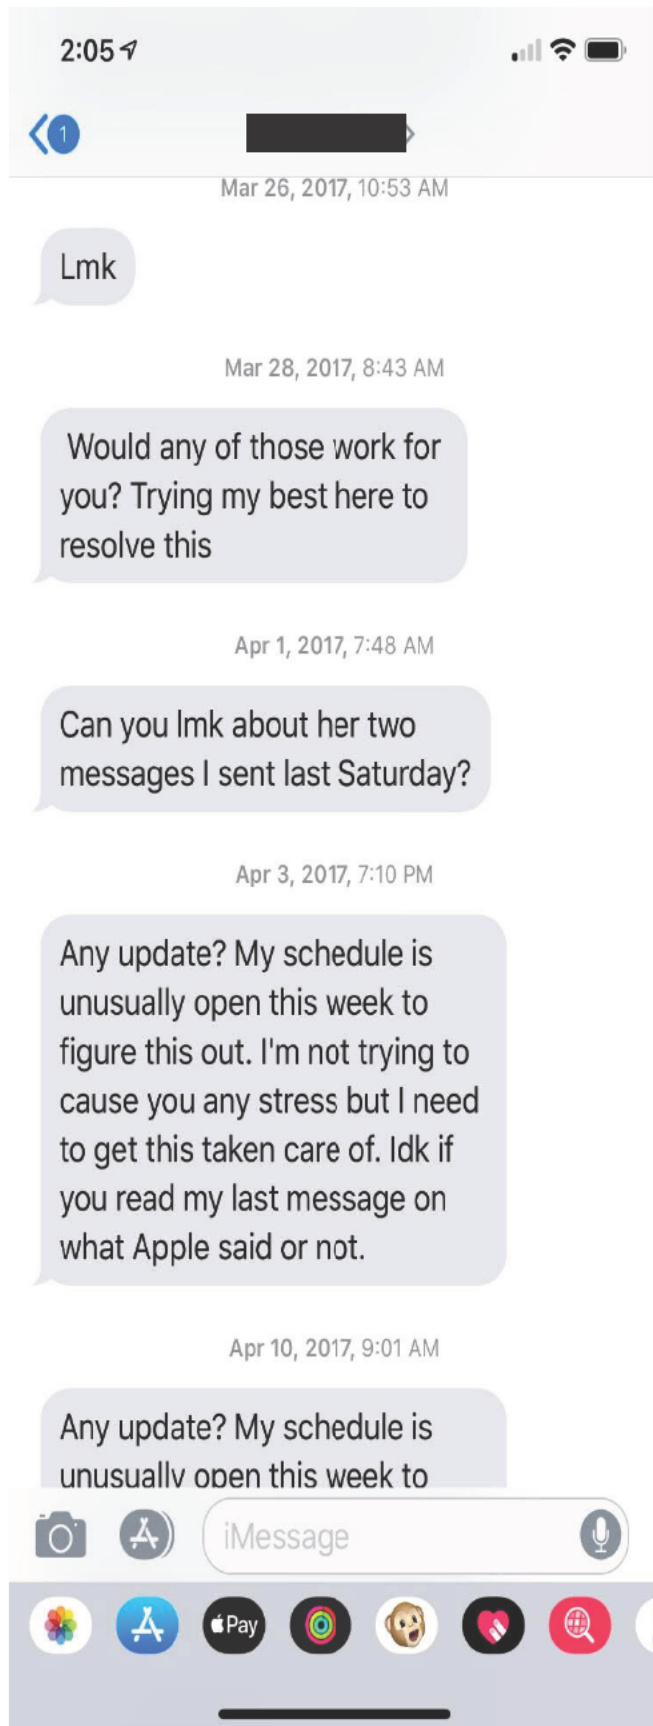 2:05
1
Mar 26, 2017, 10:53 AM
Lmk
Mar 28, 2017, 8:43 AM
Would any of those work for
you? Trying my best here to
resolve this
Apr 1, 2017, 7:48 AM
Can you lmk about her two
messages I sent last Saturday?
Apr 3, 2017, 7:10 PM
Any update? My schedule is
unusually open this week to
figure this out. I'm not trying to
cause you any stress but I need
to get this taken care of. Idk if
you read my last message on
what Apple said or not.
Apr 10, 2017, 9:01 AM
Any update? My schedule is
unusually open this week to
iMessage
Pay